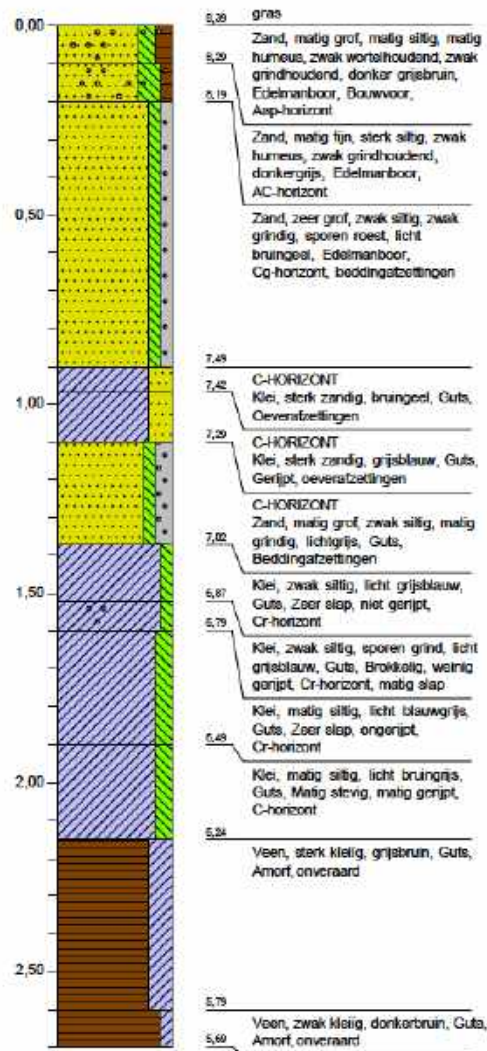 0,00
8,39
gras
Zand, matig grof, matig siltig, matig
humeus, zwak wortelhoudend, zwak
grindhoudend, donker grijsbruin,
Edelmanboor, Bouwvoor,
Aap-horizont
8,29
Zand, matig fijn, sterk siltig, zwak
humeus, zwak grindhoudend,
donkergrijs, Edelmanboor,
AC-horizont
8,19
Zand, zeer grof, zwak siltig, zwak
grindig, sporen roest, licht
bruingeel, Edelmanboor,
Cg-horizont, beddingafzettingen
0,50
7,49
C-HORIZONT
Klei, sterk zandig, bruingeel, Guts,
Oeverafzettingen
7,42
1,00
C-HORIZONT
Klei, sterk zandig, grijsblauw, Guts,
Gerijpt, oeverafzettingen
7,29
C-HORIZONT
Zand, matig grof, zwak siltig, matig
grindig, lichtgrijs, Guts,
Beddingafzettingen
7,02
Klei, zwak siltig, licht grijsblauw,
Guts, Zeer slap, niet gerijpt,
Cr-horizont
1,50
6,87
Klei, zwak siltig, sporen grind, licht
grijsblauw, Guts, Brokkelig, weinig
gerijpt, Cr-horizont, matig slap
6,79
Klei, matig siltig, licht blauwgrijs,
Guts, Zeer slap, ongerijpt,
Cr-horizont
6,49
Klei, matig siltig, licht bruingrijs,
Guts, Matig stevig, matig gerijpt,
C-horizont
2,00
6,24
Veen, sterk kleiig, grijsbruin, Guts,
Amorf, onveraard
2,50
5,79
Veen, zwak kleiig, donkerbruin, Guts,
Amorf, onveraard
5,69